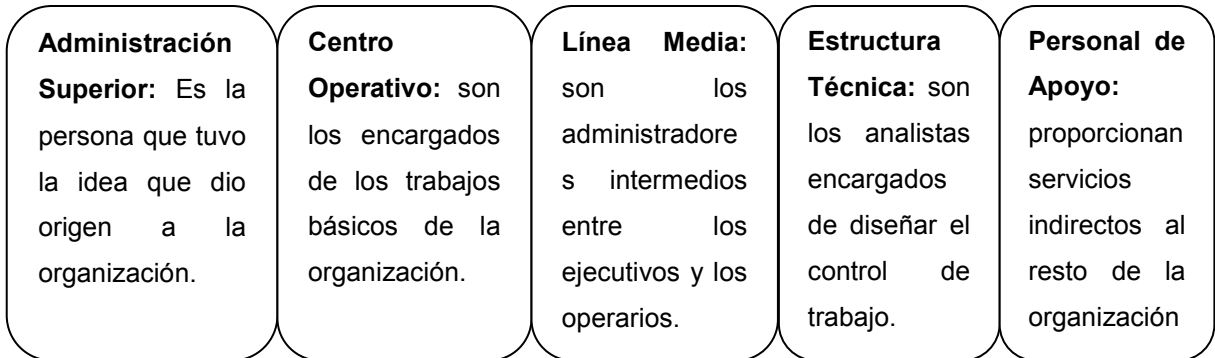 Administración
Superior: Es la
persona que tuvo
la idea que dio
origen a la
organización.
Centro
Operativo: son
los encargados
de los trabajos
básicos de la
organización.
Línea Media:
son los
administradore
s intermedios
entre los
ejecutivos y los
operarios.
Estructura
Técnica: son
los analistas
encargados
de diseñar el
control de
trabajo.
Personal de
Apoyo:
proporcionan
servicios
indirectos al
resto de la
organización